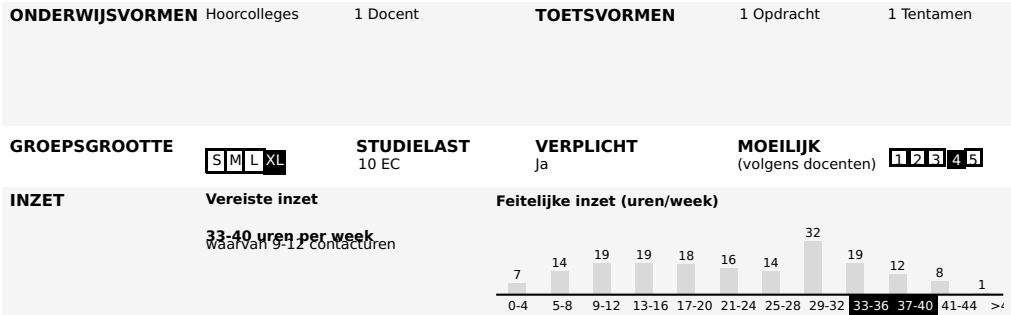 ONDERWIJSVORMEN Hoorcolleges 1 Docent TOETSVORMEN 1 Opdracht 1 Tentamen
GROEPSGROOTTE STUDIELAST VERPLICHT MOEILIJK
S M L XL 10 EC Ja (volgens docenten) 1 2 3 4 5
INZET Vereiste inzet Feitelijke inzet (uren/week)
33-40 uren per week
waarvan 9-12 contacturen
7 14 19 19 18 16 14 32 19 12 8 1
0-4 5-8 9-12 13-16 17-20 21-24 25-28 29-32 33-36 37-40 41-44